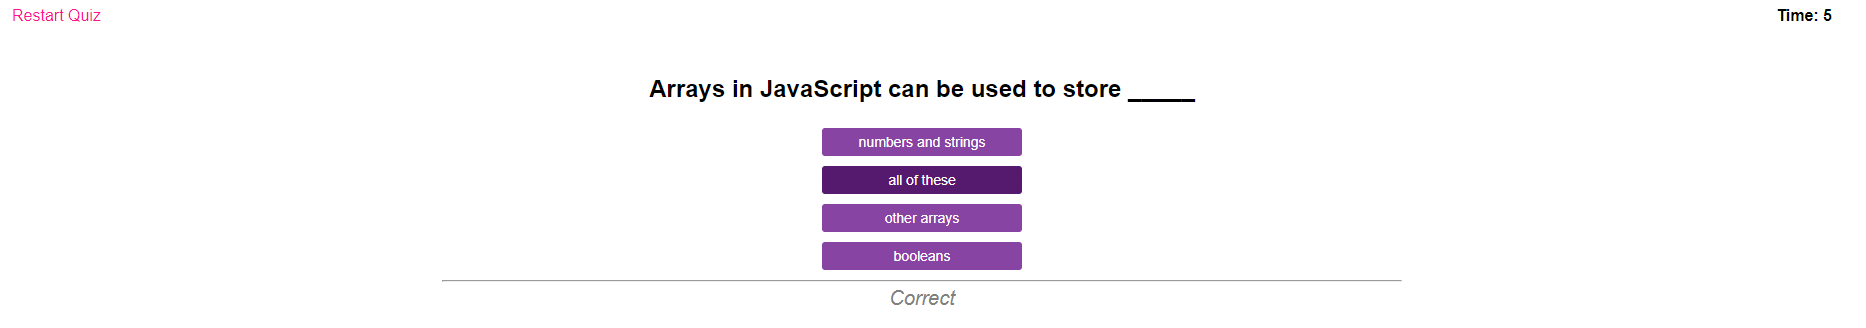 Restart Quiz
Time: 5
Arrays in JavaScript can be used to store _____
numbers and strings
all of these
other arrays
booleans
Correct